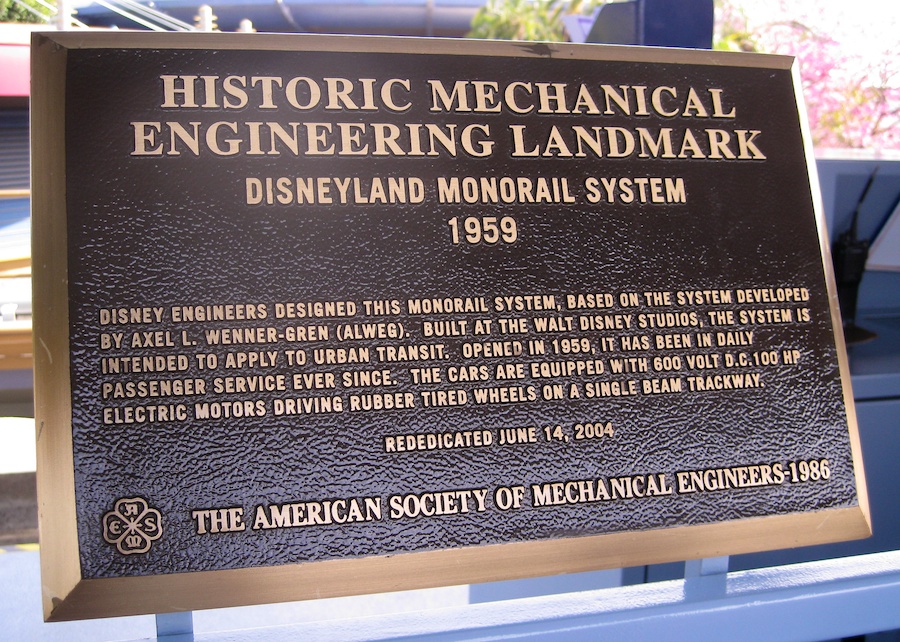 HISTORIC MECHANICAL
ENGINEERING LANDMARK
DISNEYLAND MONORAIL SYSTEM
1959
DISNEY ENGINEERS DESIGNED THIS MONORAIL SYSTEM, BASED ON THE SYSTEM DEVELOPED
BY AXEL L. WENNER-GREN (ALWEG). BUILT AT THE WALT DISNEY STUDIOS, THE SYSTEM IS
INTENDED TO APPLY TO URBAN TRANSIT. OPENED IN 1959, IT HAS BEEN IN DAILY
PASSENGER SERVICE EVER SINCE. THE CARS ARE EQUIPPED WITH 600 VOLT D.C.100 HP
ELECTRIC MOTORS DRIVING RUBBER TIRED WHEELS ON A SINGLE BEAM TRACKWAY.
REDEDICATED JUNE 14, 2004
THE AMERICAN SOCIETY OF MECHANICAL ENGINEERS-1986